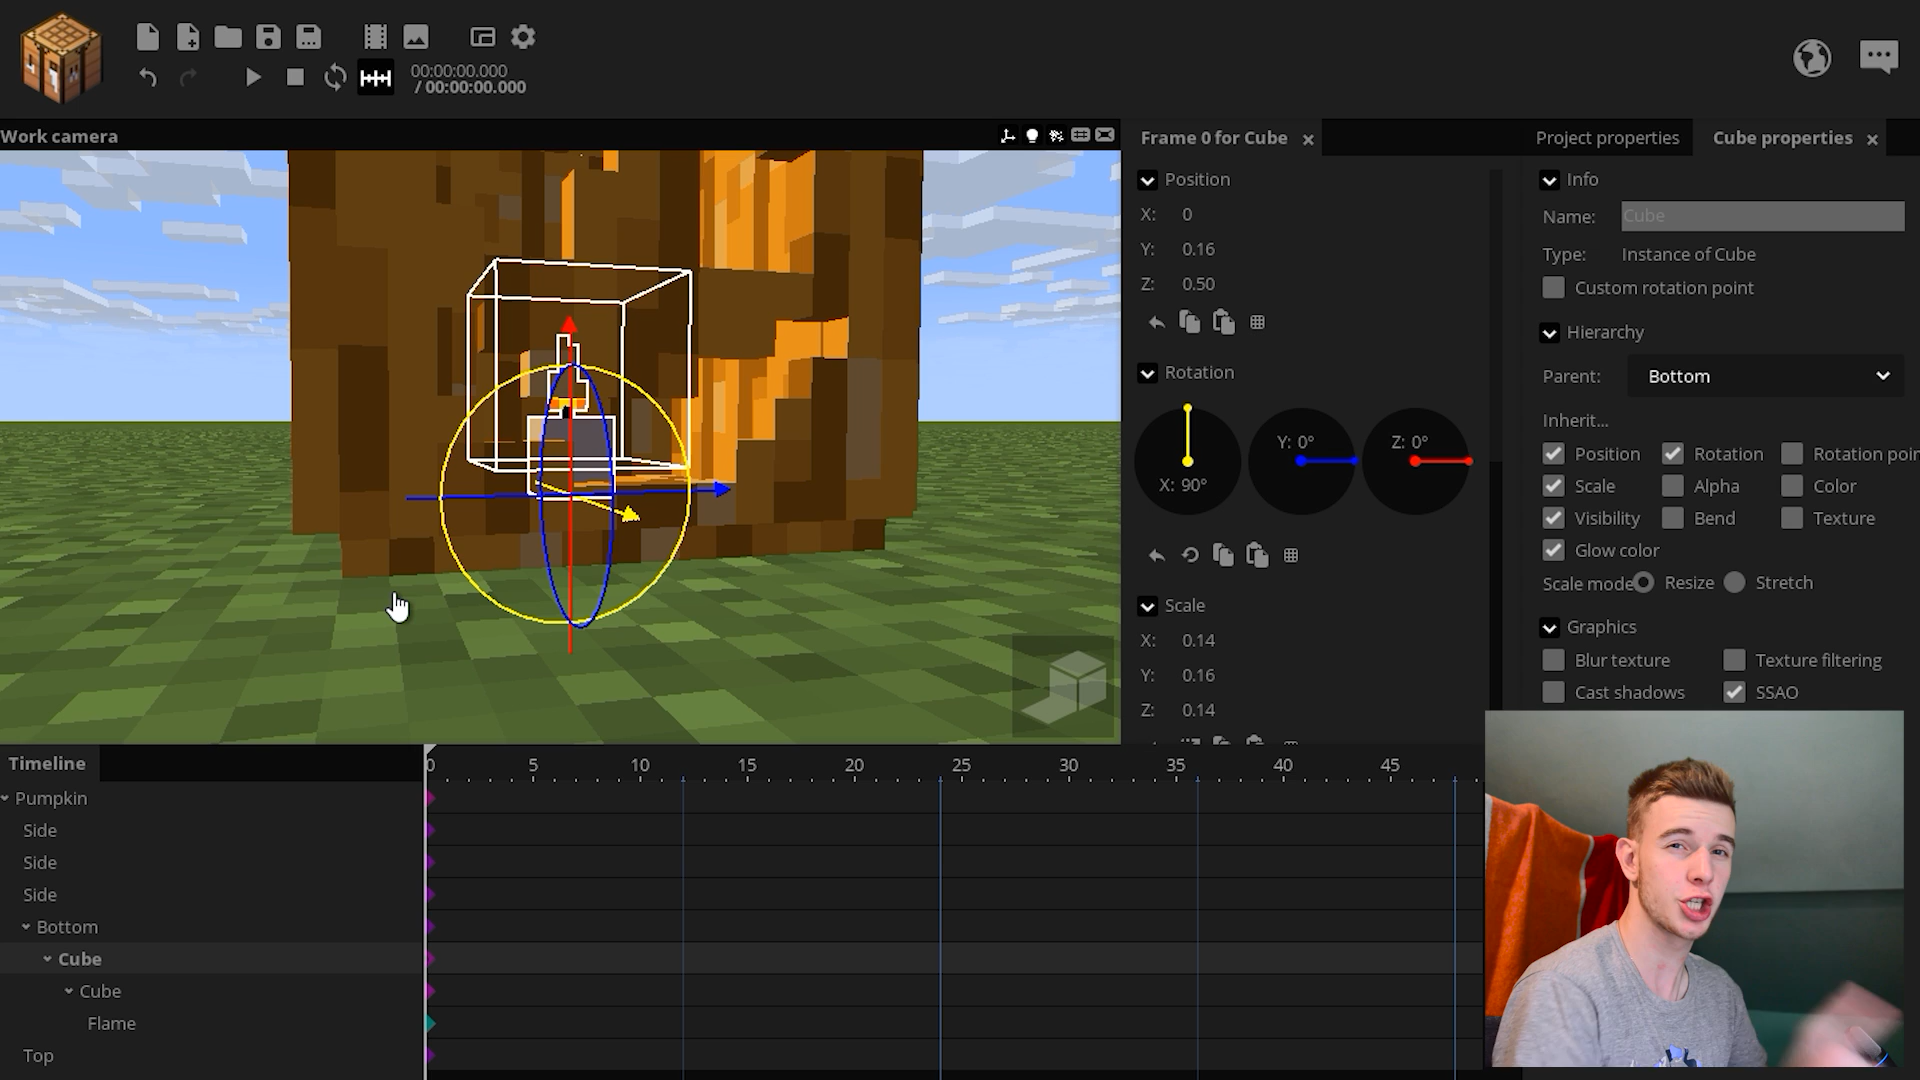 00:00:00.000
/ 00:00:00.000
Work camera
Frame 0 for Cube
Project properties
Cube properties
Position
X: 0
Y: 0.16
Z: 0.50
Rotation
X: 90°
Y: 0°
Z: 0°
Scale
X: 0.14
Y: 0.16
Z: 0.14
Info
Name: Cube
Type: Instance of Cube
Custom rotation point
Hierarchy
Parent: Bottom
Inherit...
Position Rotation Rotation poin
Scale Alpha Color
Visibility Bend Texture
Glow color
Scale mode Resize Stretch
Graphics
Blur texture Texture filtering
Cast shadows SSAO
Timeline
0 5 10 15 20 25 30 35 40 45
Pumpkin
Side
Side
Side
Bottom
Cube
Cube
Flame
Top